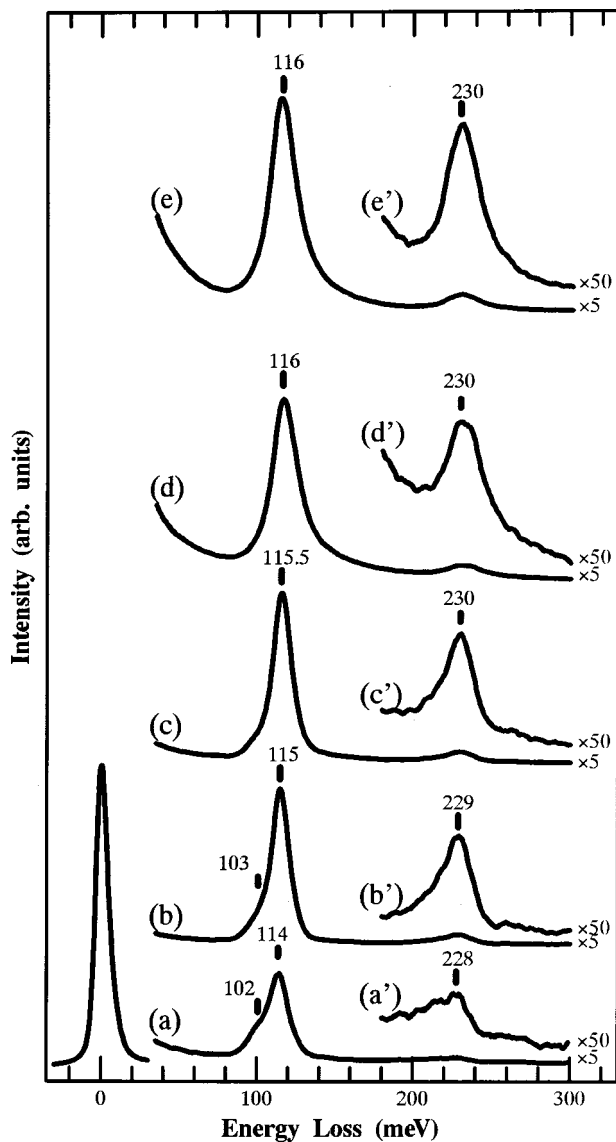 116
230
(e)
(e')
×50
×5
116
230
(d)
(d')
×50
×5
115.5
230
(c)
(c')
×50
×5
115
229
103
(b)
(b')
×50
×5
114
228
102
(a)
(a')
×50
×5
0
100
200
300
Energy Loss (meV)
Intensity (arb. units)